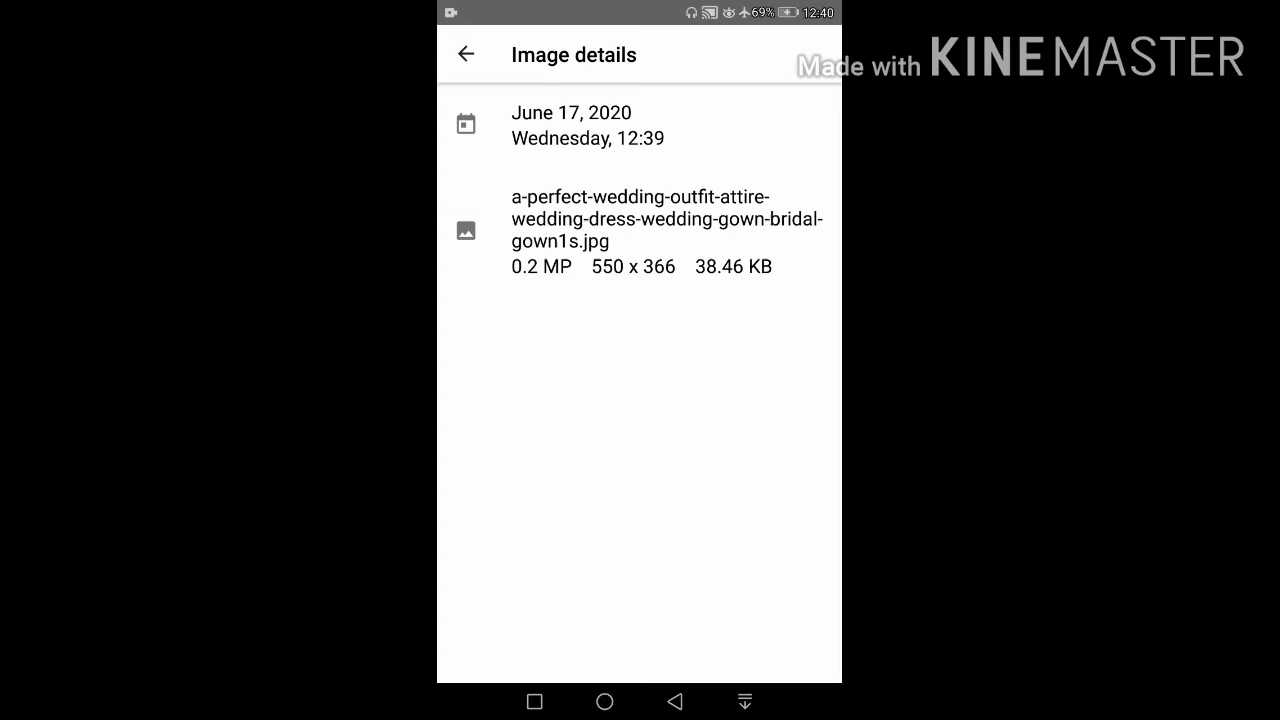 69% 12:40
Image details
Made with KINEMASTER
June 17, 2020
Wednesday, 12:39
a-perfect-wedding-outfit-attire-
wedding-dress-wedding-gown-bridal-
gown1s.jpg
0.2 MP 550 x 366 38.46 KB